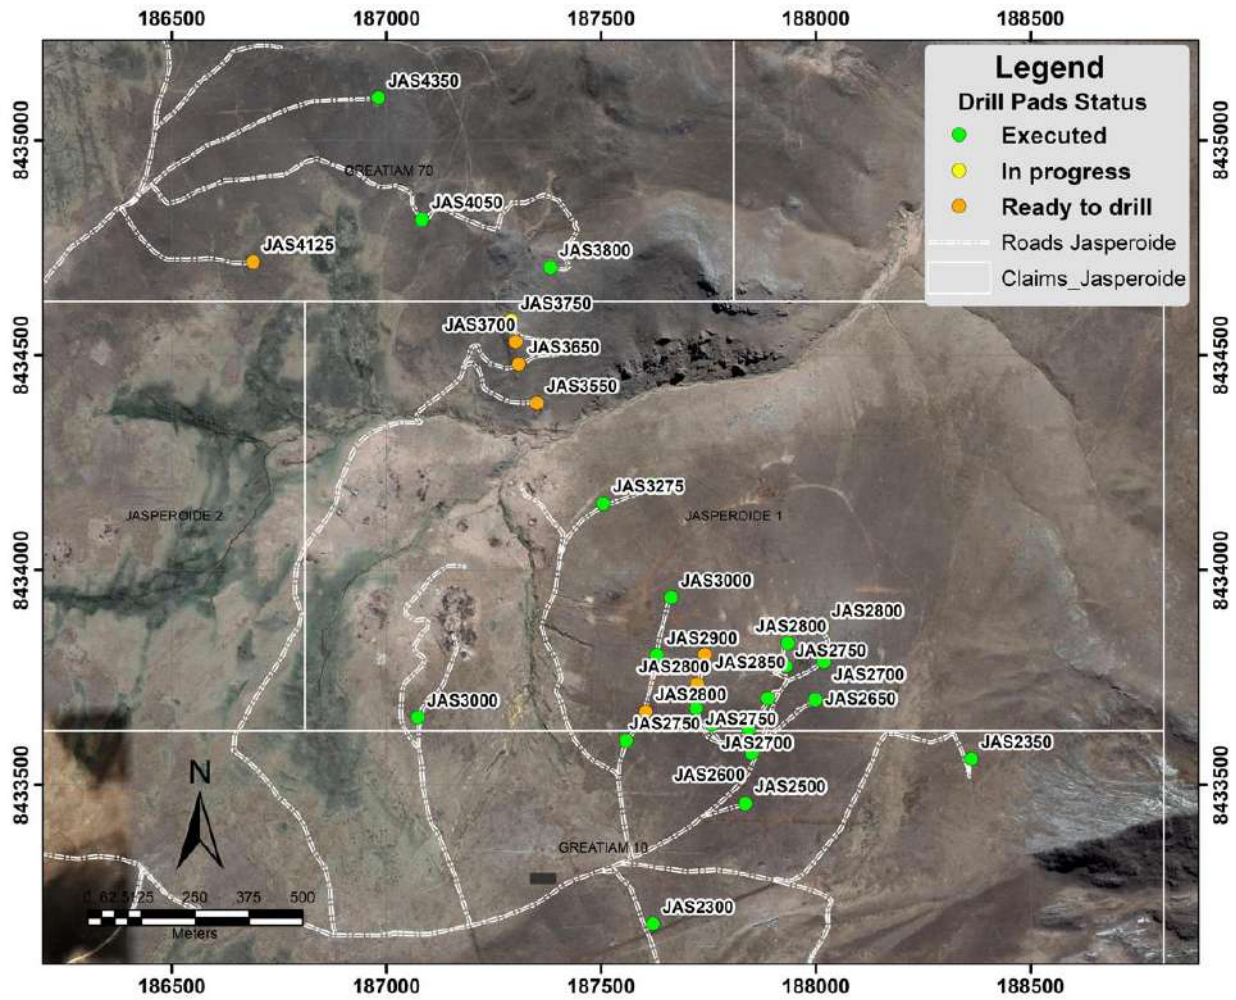 186500 187000 187500 188000 188500
Legend
Drill Pads Status
Executed
In progress
Ready to drill
Roads Jasperoide
Claims_Jasperoide
8435000
8434500
8434000
8433500
8435000
8434500
8434000
8433500
JAS4350
GREATIAM 70
JAS4050
JAS4125
JAS3800
JAS3750
JAS3700
JAS3650
JAS3550
JAS3275
JASPEROIDE 2
JASPEROIDE 1
JAS3000
JAS2800
JAS2800
JAS2900
JAS2750
JAS2800
JAS2850
JAS2700
JAS2800
JAS2650
JAS3000
JAS2750
JAS2750
JAS2700
JAS2350
JAS2600
JAS2500
GREATIAM 10
JAS2300
N
0 62.5125 250 375 500
Meters
186500 187000 187500 188000 188500